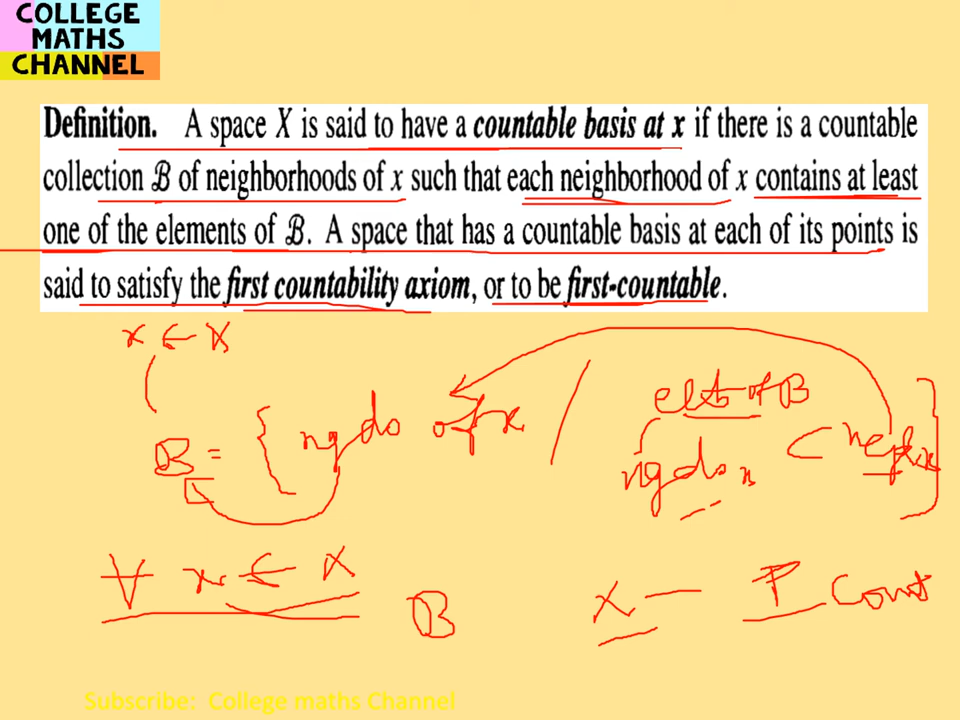 COLLEGE
MATHS
CHANNEL
Definition. A space X is said to have a countable basis at x if there is a countable
collection ℬ of neighborhoods of x such that each neighborhood of x contains at least
one of the elements of ℬ. A space that has a countable basis at each of its points is
said to satisfy the first countability axiom, or to be first-countable.
x ∈ X
elts of B
B = { ngdo of x /
⊂
∀ x ∈ X
B
X — Count
Subscribe: College maths Channel